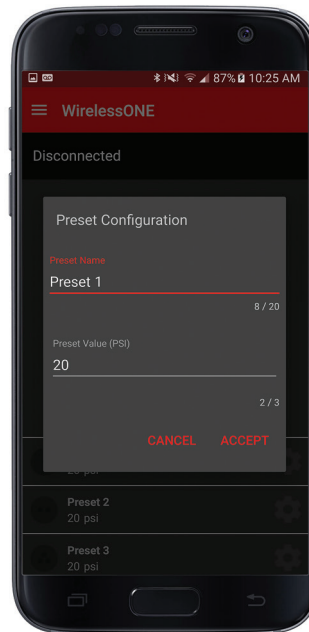 87% 10:25 AM
WirelessONE
Disconnected
Preset Configuration
Preset Name
Preset 1
8 / 20
Preset Value (PSI)
20
2 / 3
CANCEL ACCEPT
20 psi
Preset 2
20 psi
Preset 3
20 psi